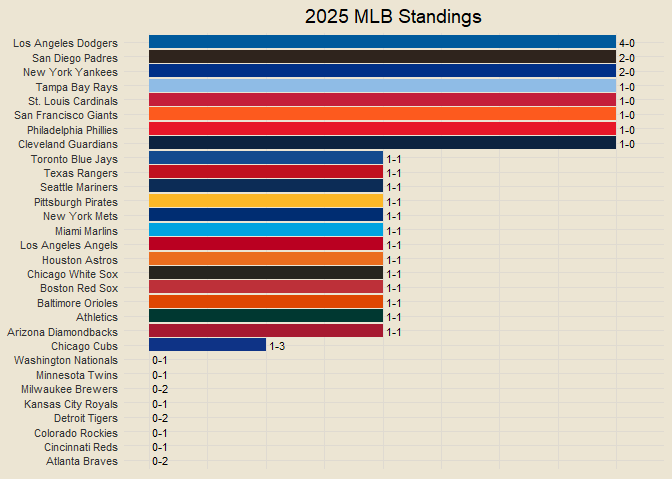 2025 MLB Standings
Los Angeles Dodgers 4-0
San Diego Padres 2-0
New York Yankees 2-0
Tampa Bay Rays 1-0
St. Louis Cardinals 1-0
San Francisco Giants 1-0
Philadelphia Phillies 1-0
Cleveland Guardians 1-0
Toronto Blue Jays 1-1
Texas Rangers 1-1
Seattle Mariners 1-1
Pittsburgh Pirates 1-1
New York Mets 1-1
Miami Marlins 1-1
Los Angeles Angels 1-1
Houston Astros 1-1
Chicago White Sox 1-1
Boston Red Sox 1-1
Baltimore Orioles 1-1
Athletics 1-1
Arizona Diamondbacks 1-1
Chicago Cubs 1-3
Washington Nationals 0-1
Minnesota Twins 0-1
Milwaukee Brewers 0-2
Kansas City Royals 0-1
Detroit Tigers 0-2
Colorado Rockies 0-1
Cincinnati Reds 0-1
Atlanta Braves 0-2